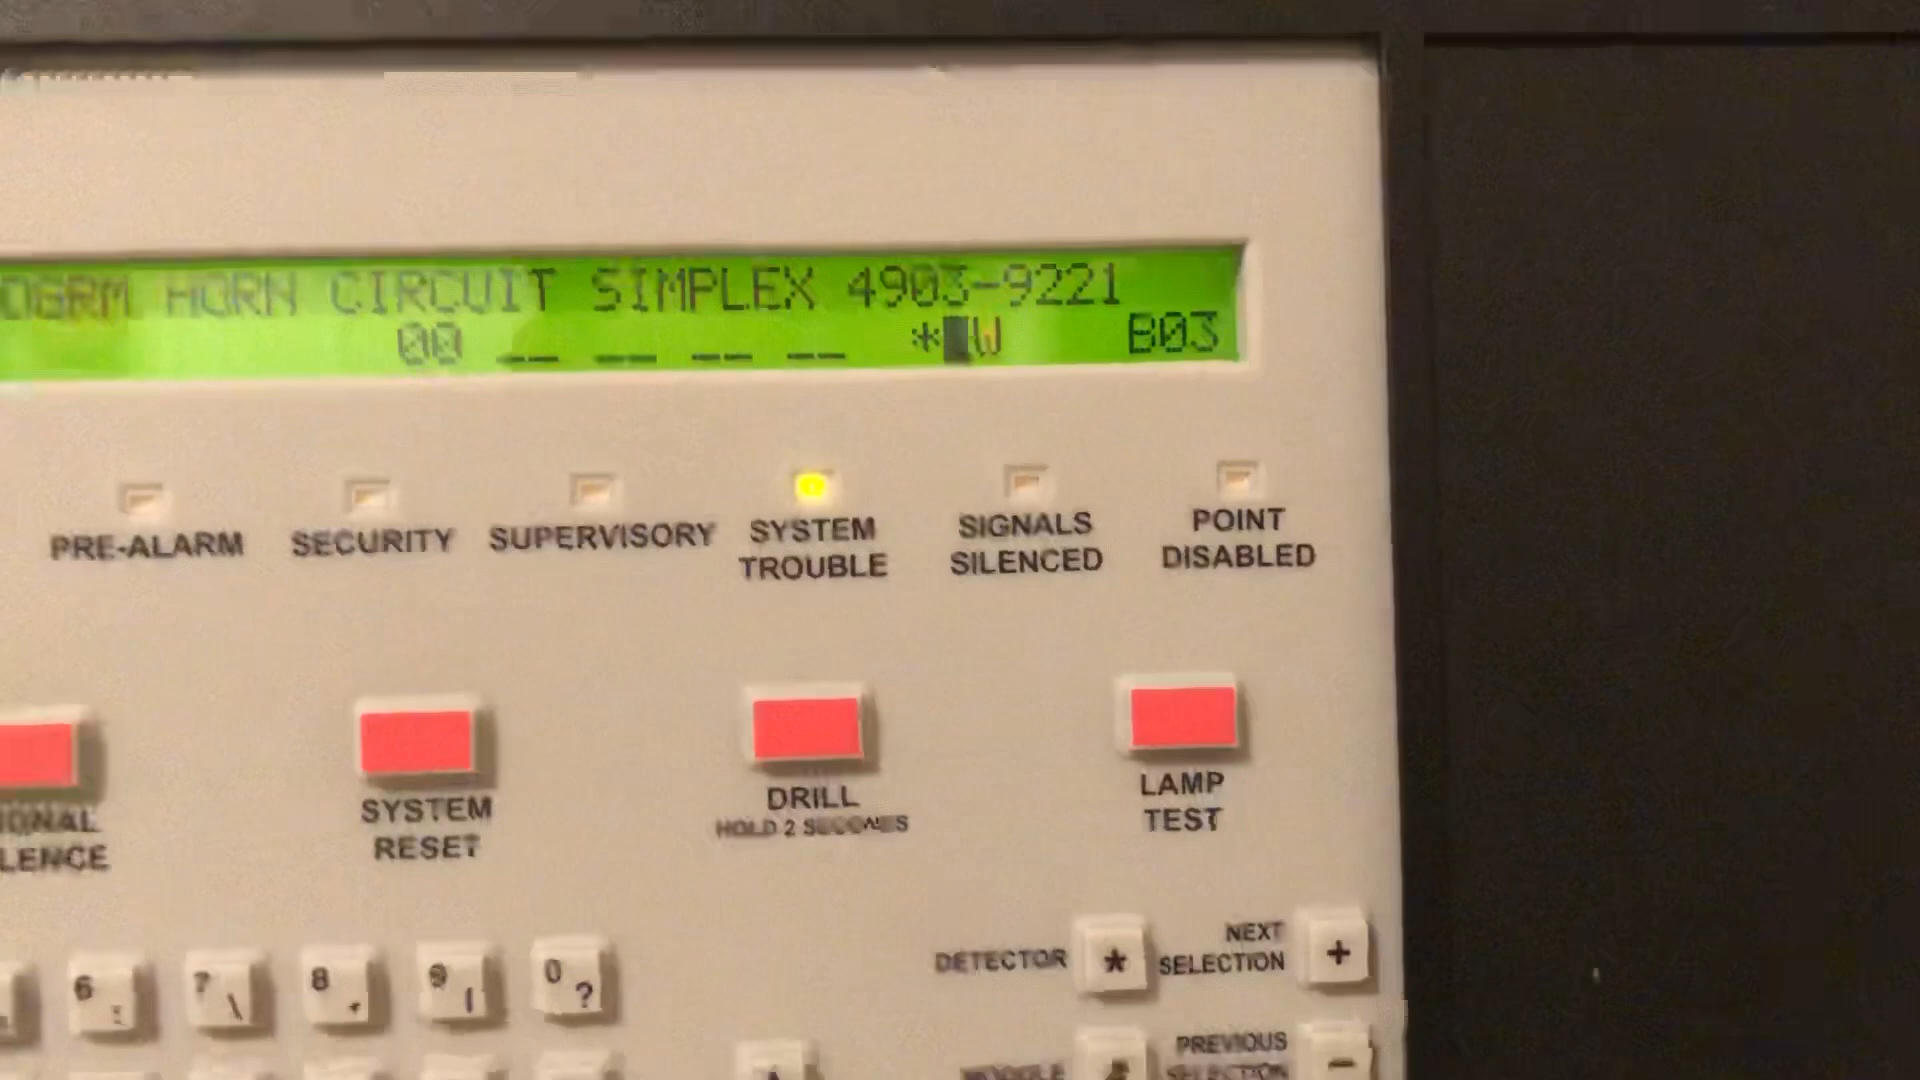 OGRM HORN CIRCUIT SIMPLEX 4903-9221
00 __ __ __ __ * W B03
PRE-ALARM
SECURITY
SUPERVISORY
SYSTEM
TROUBLE
SIGNALS
SILENCED
POINT
DISABLED
LENCE
SYSTEM
RESET
DRILL
HOLD 2 SECONDS
LAMP
TEST
DETECTOR *
NEXT
SELECTION +
6 7 \ 8 9 0 ?
PREVIOUS
SELECTION -